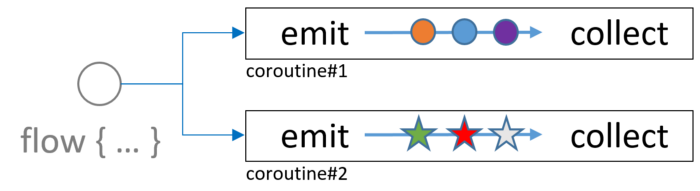 emit collect
coroutine#1
flow { ... }
emit collect
coroutine#2